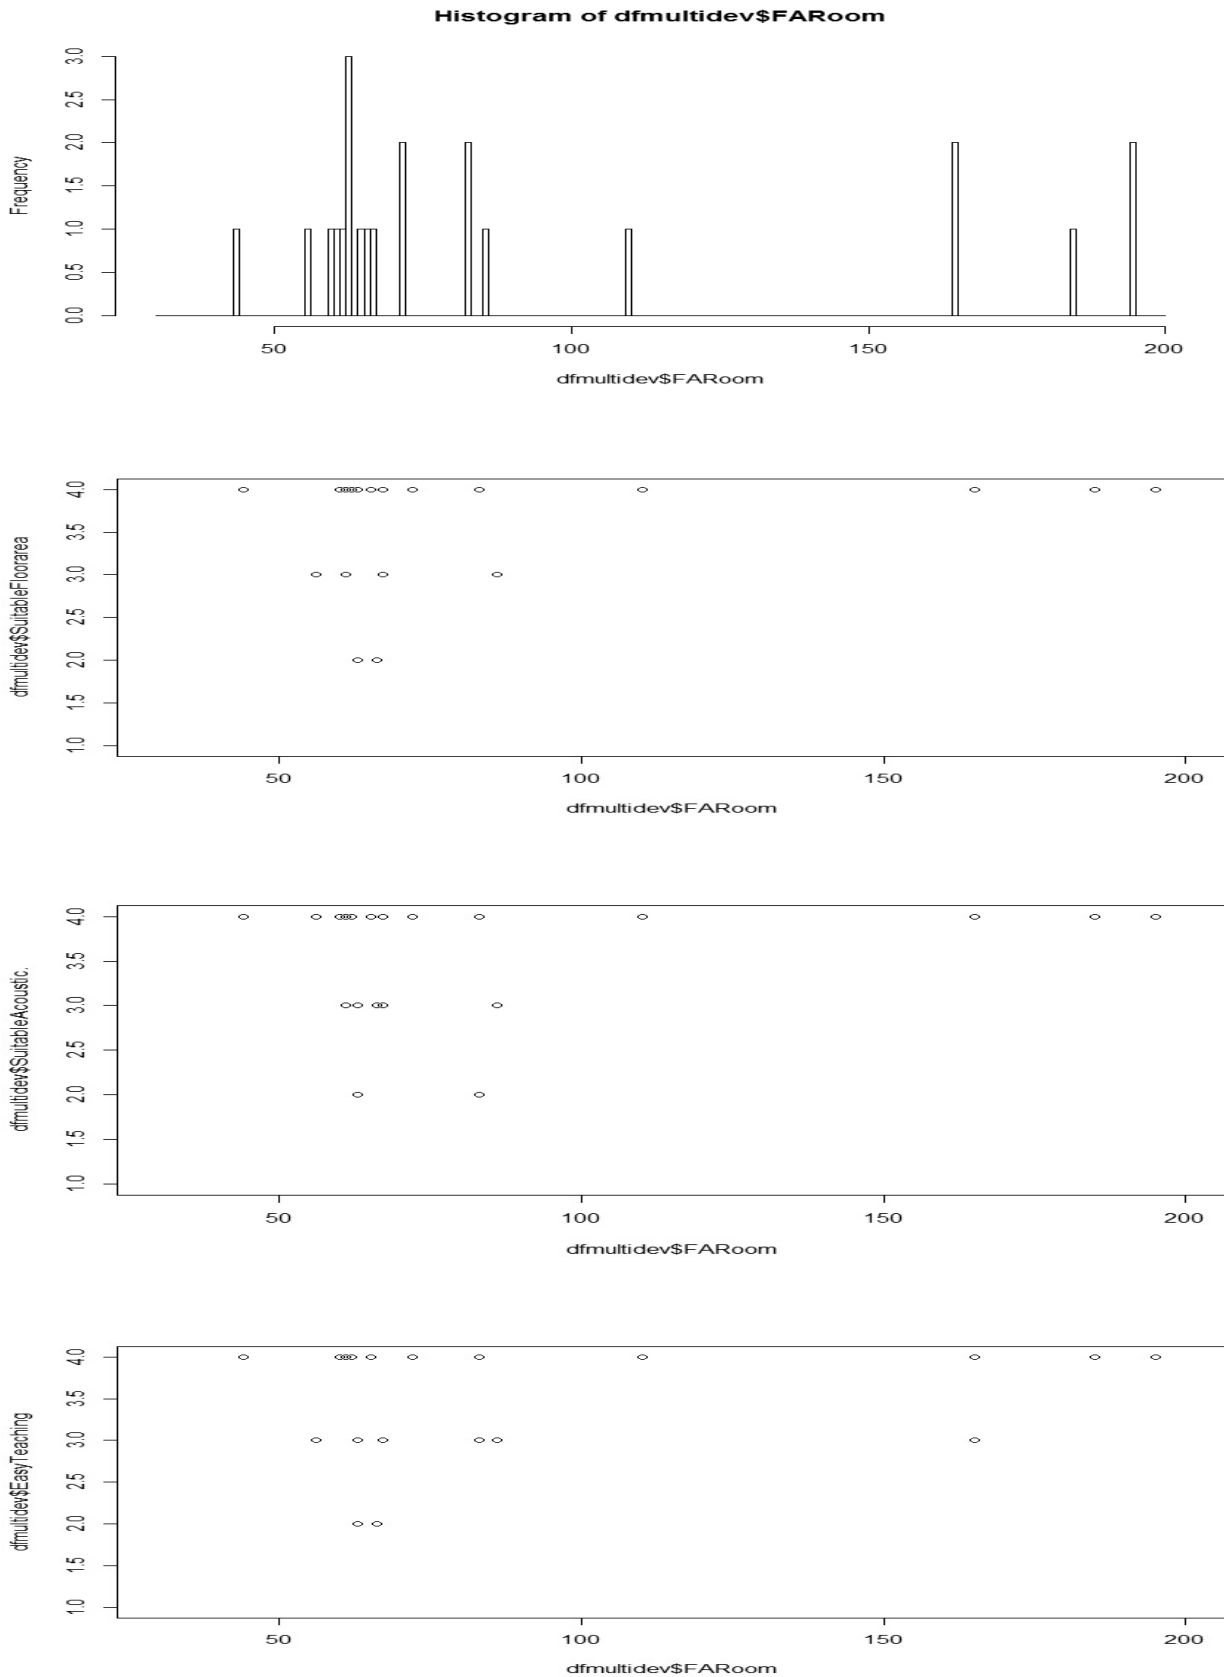 Histogram of dfmultidev$FARoom
Frequency
0.0 0.5 1.0 1.5 2.0 2.5 3.0
50 100 150 200
dfmultidev$FARoom
dfmultidev$SuitableFloorarea
1.0 1.5 2.0 2.5 3.0 3.5 4.0
50 100 150 200
dfmultidev$FARoom
dfmultidev$SuitableAcoustic.
1.0 1.5 2.0 2.5 3.0 3.5 4.0
50 100 150 200
dfmultidev$FARoom
dfmultidev$EasyTeaching
1.0 1.5 2.0 2.5 3.0 3.5 4.0
50 100 150 200
dfmultidev$FARoom